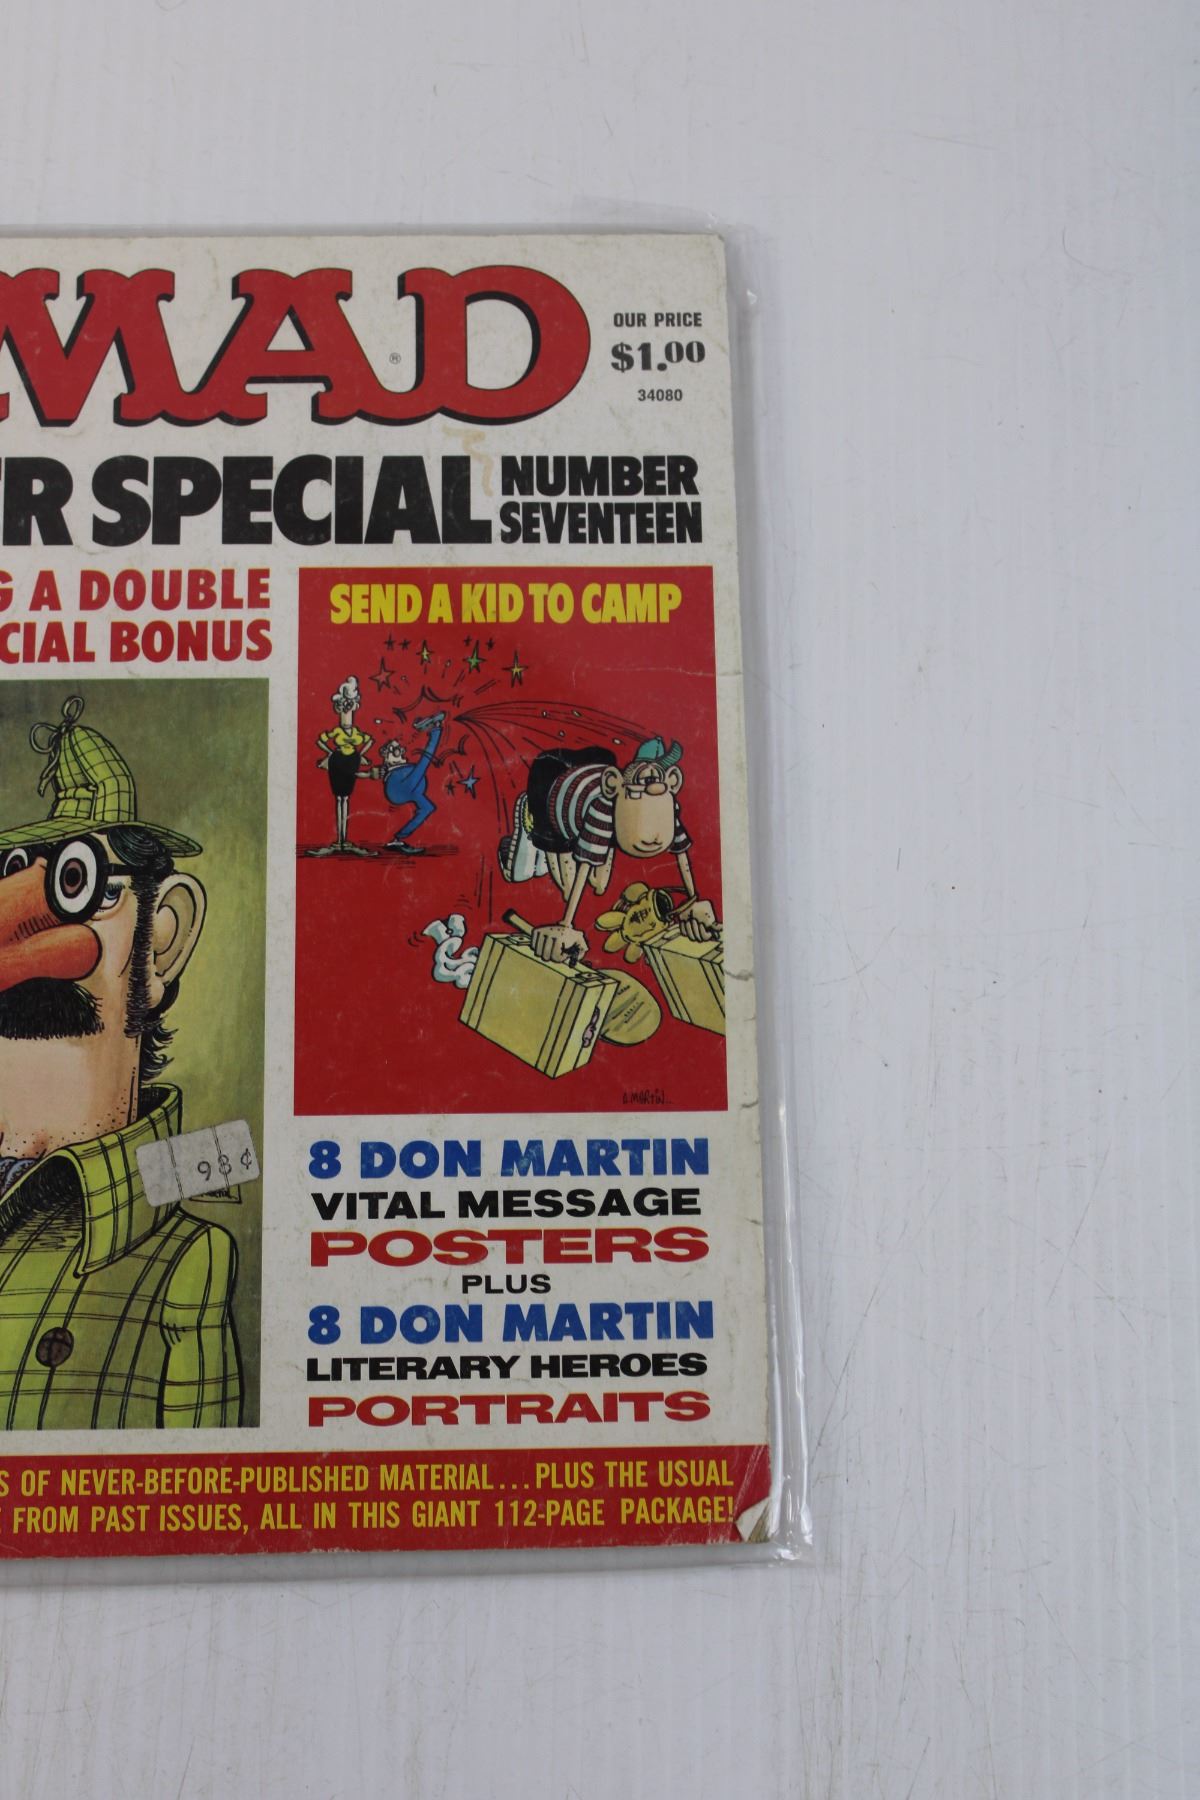 MAD
®
OUR PRICE
$1.00
34080
ER SPECIAL
NUMBER
SEVENTEEN
G A DOUBLE
CIAL BONUS
SEND A KID TO CAMP
D. MARTIN..
98 ¢
8 DON MARTIN
VITAL MESSAGE
POSTERS
PLUS
8 DON MARTIN
LITERARY HEROES
PORTRAITS
S OF NEVER-BEFORE-PUBLISHED MATERIAL...PLUS THE USUAL
E FROM PAST ISSUES, ALL IN THIS GIANT 112-PAGE PACKAGE!